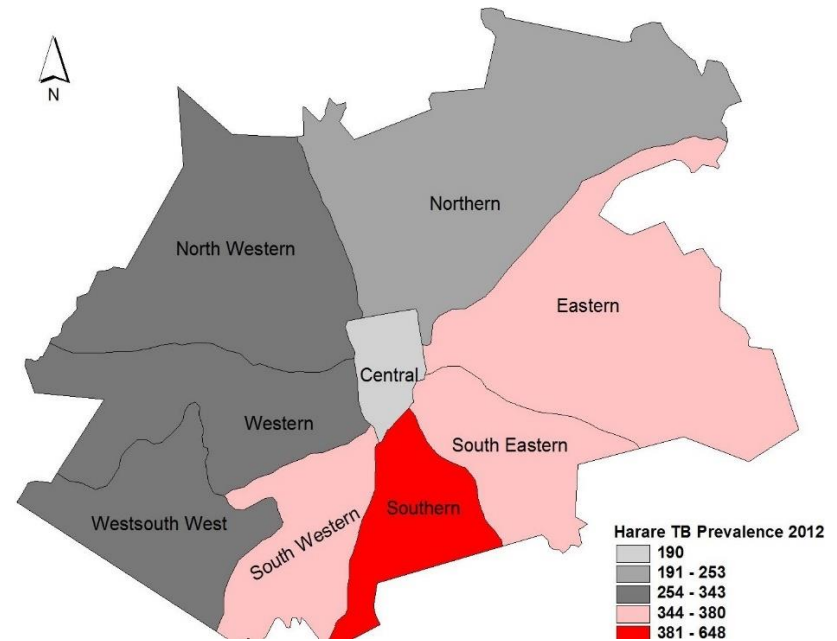 N
Northern
North Western
Eastern
Central
Western
South Eastern
Westsouth West
South Western
Southern
Harare TB Prevalence 2012
190
191 - 253
254 - 343
344 - 380
381 - 648